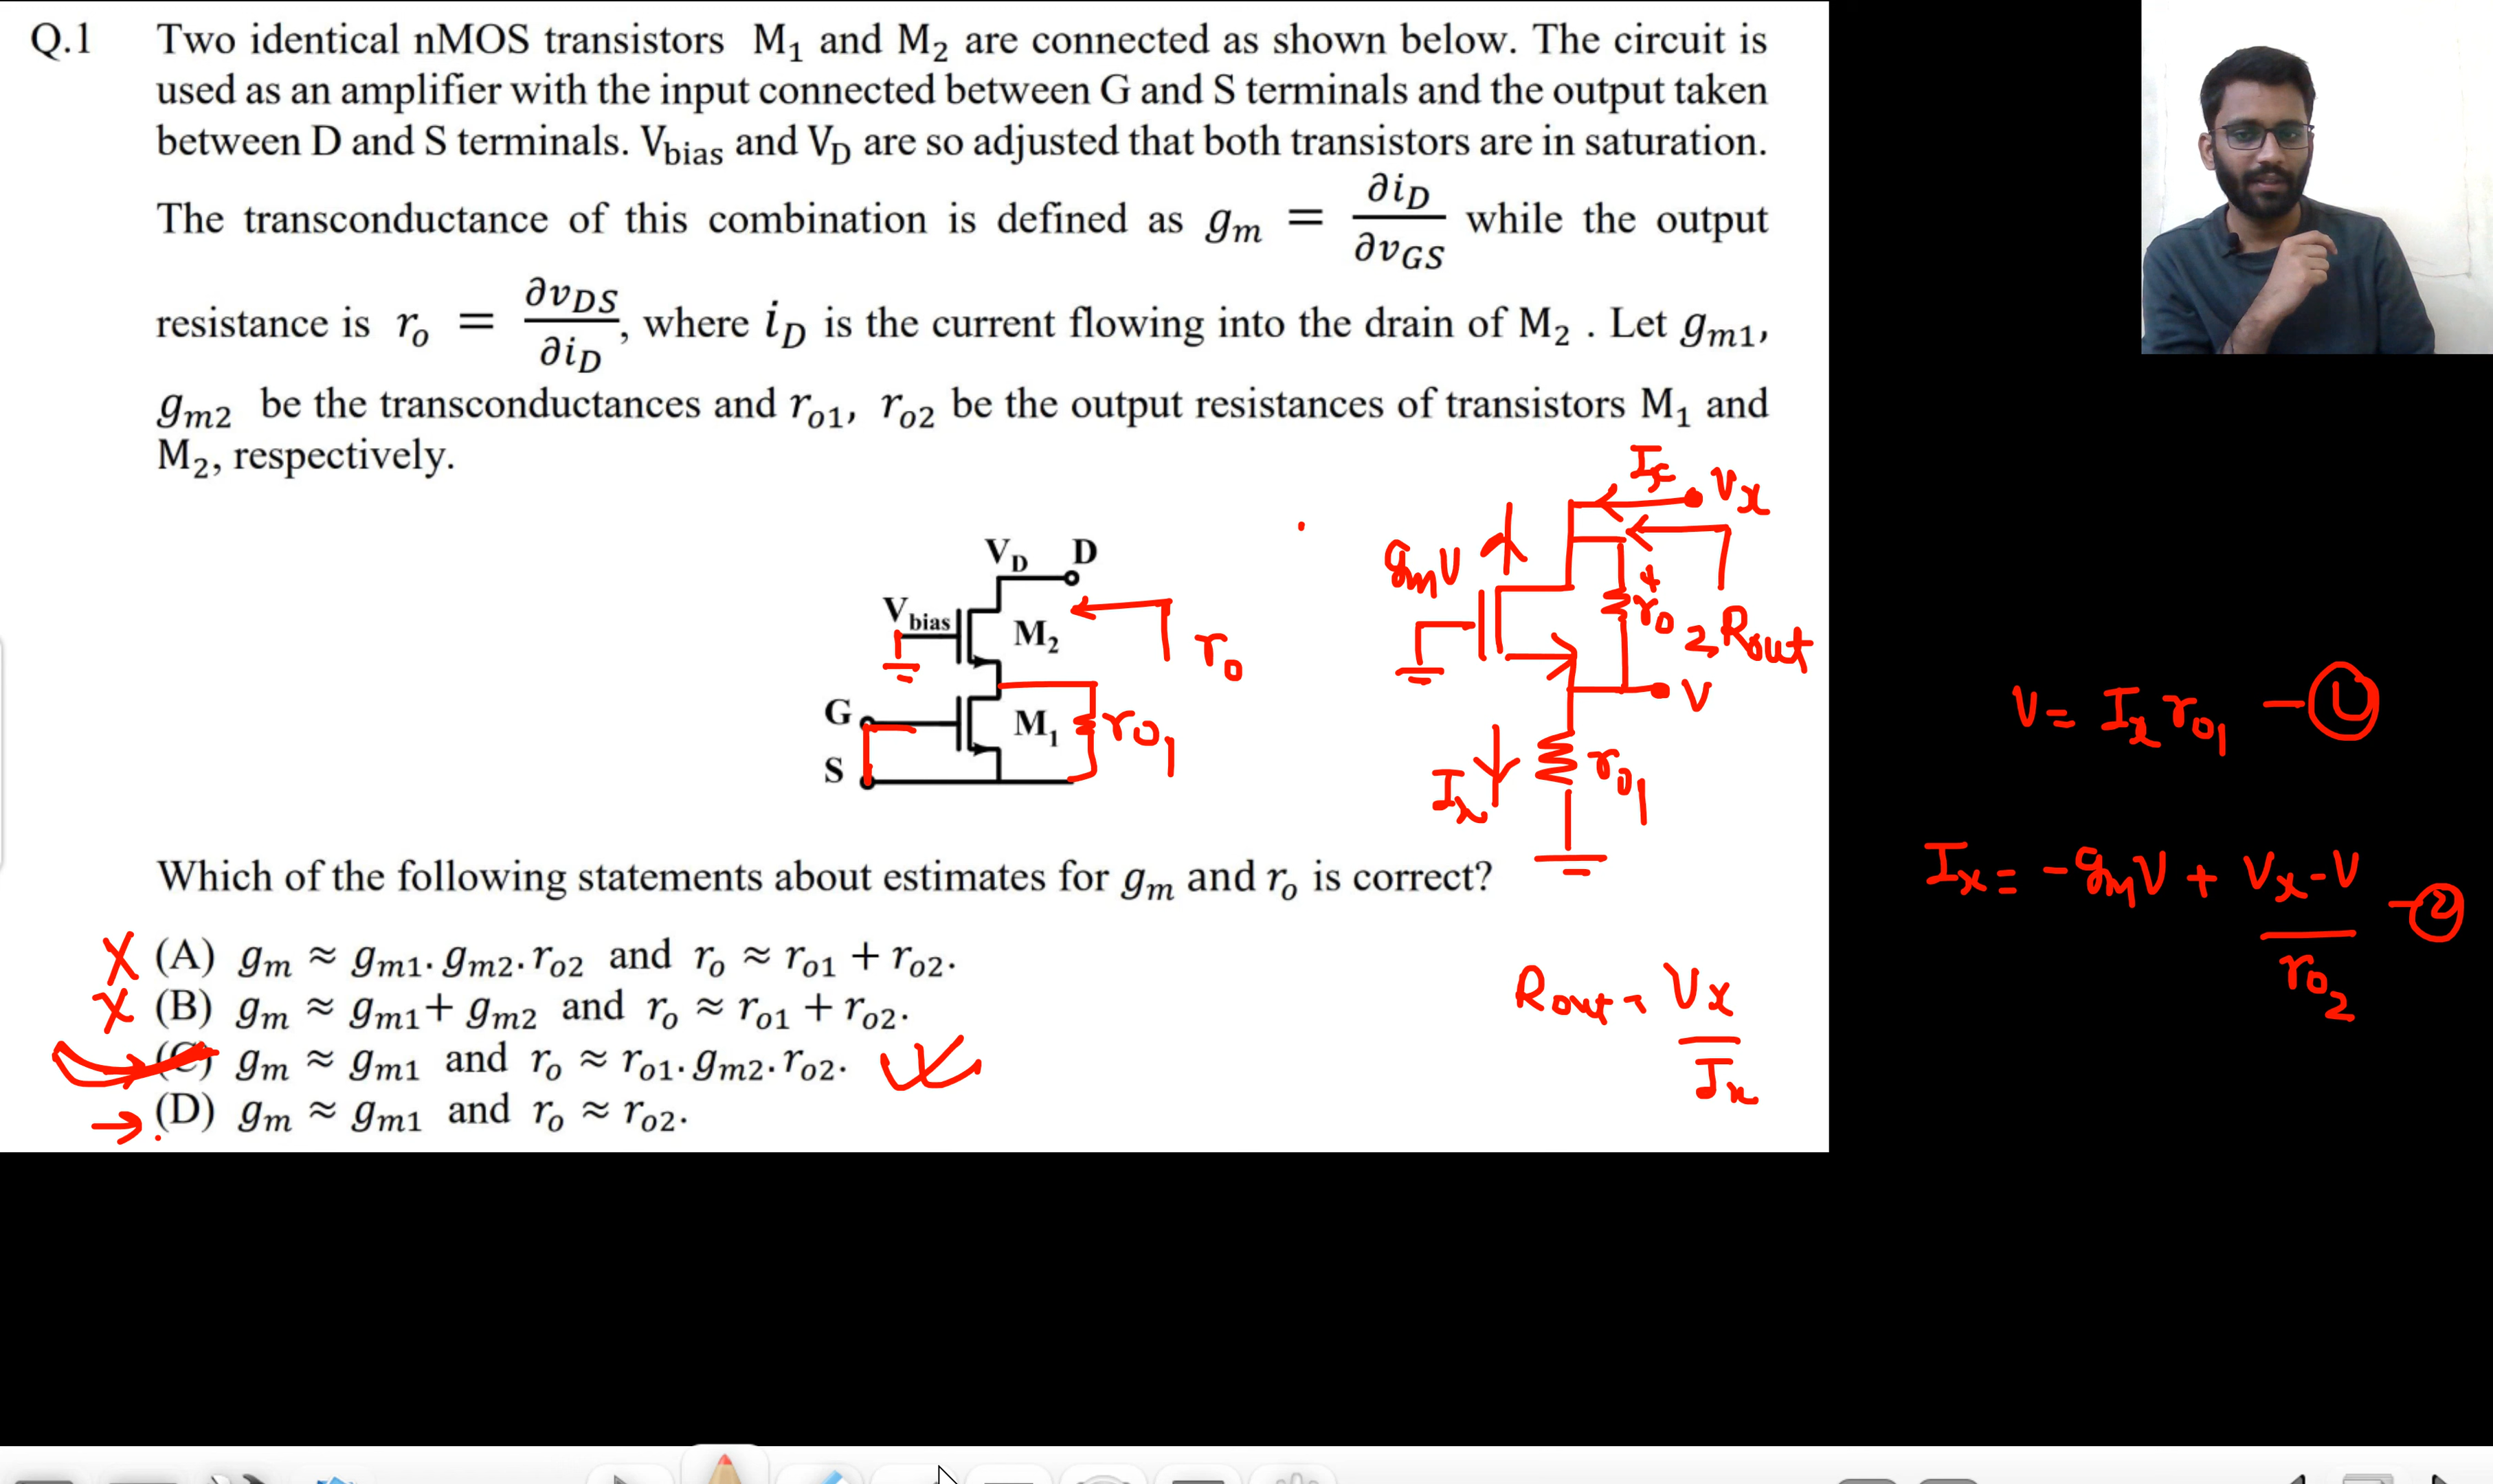 Q.1 Two identical nMOS transistors M₁ and M₂ are connected as shown below. The circuit is
used as an amplifier with the input connected between G and S terminals and the output taken
between D and S terminals. V_bias and V_D are so adjusted that both transistors are in saturation.
The transconductance of this combination is defined as g_m = ∂i_D/∂v_GS while the output
resistance is r_o = ∂v_DS/∂i_D, where i_D is the current flowing into the drain of M₂ . Let g_m1,
g_m2 be the transconductances and r_o1, r_o2 be the output resistances of transistors M₁ and
M₂, respectively.
V_D D
V_bias
M₂
r_o
G
M₁
r_o1
S
I_x
V_x
g_m V
r_o2
R_out
V
I_x
r_o1
V = I_x r_o1 – ①
I_x = -g_m V + (V_x - V)/r_o2 – ②
R_out = V_x/I_x
Which of the following statements about estimates for g_m and r_o is correct?
X (A) g_m ≈ g_m1. g_m2. r_o2 and r_o ≈ r_o1 + r_o2.
X (B) g_m ≈ g_m1 + g_m2 and r_o ≈ r_o1 + r_o2.
(C) g_m ≈ g_m1 and r_o ≈ r_o1. g_m2. r_o2.
→ (D) g_m ≈ g_m1 and r_o ≈ r_o2.